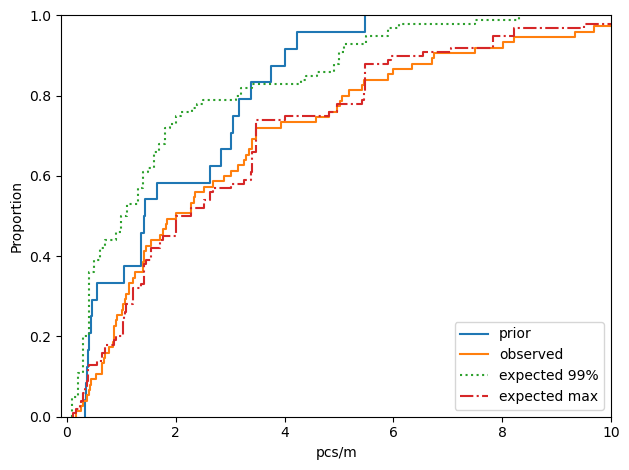 1.0
0.8
0.6
0.4
0.2
0.0
Proportion
0
2
4
6
8
10
pcs/m
prior
observed
expected 99%
expected max